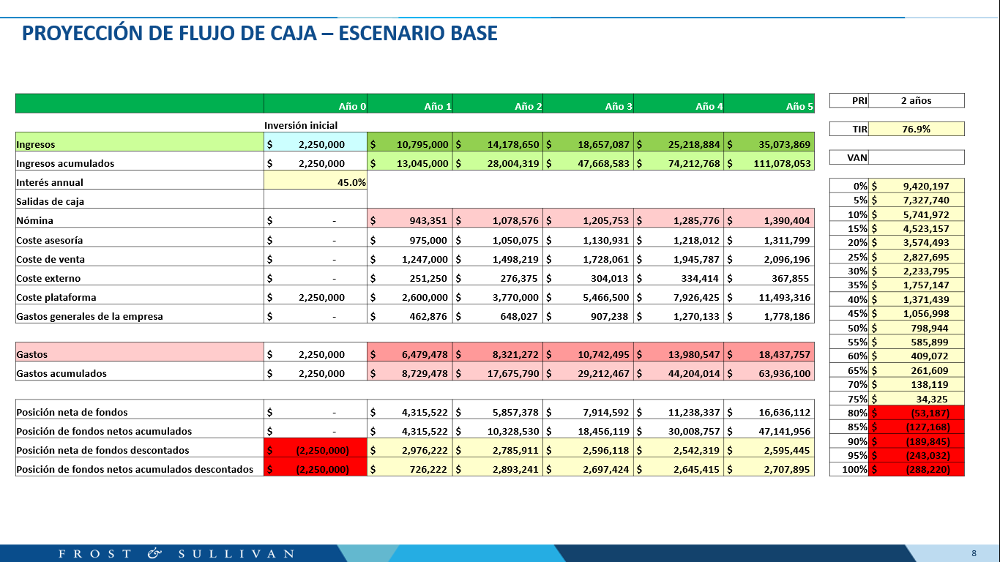 PROYECCIÓN DE FLUJO DE CAJA – ESCENARIO BASE
Año 0 Año 1 Año 2 Año 3 Año 4 Año 5
Inversión inicial
Ingresos $ 2,250,000 $ 10,795,000 $ 14,178,650 $ 18,657,087 $ 25,218,884 $ 35,073,869
Ingresos acumulados $ 2,250,000 $ 13,045,000 $ 28,004,319 $ 47,668,583 $ 74,212,768 $ 111,078,053
Interés annual 45.0%
Salidas de caja
Nómina $ - $ 943,351 $ 1,078,576 $ 1,205,753 $ 1,285,776 $ 1,390,404
Coste asesoría $ - $ 975,000 $ 1,050,075 $ 1,130,931 $ 1,218,012 $ 1,311,799
Coste de venta $ - $ 1,247,000 $ 1,498,219 $ 1,728,061 $ 1,945,787 $ 2,096,196
Coste externo $ - $ 251,250 $ 276,375 $ 304,013 $ 334,414 $ 367,855
Coste plataforma $ 2,250,000 $ 2,600,000 $ 3,770,000 $ 5,466,500 $ 7,926,425 $ 11,493,316
Gastos generales de la empresa $ - $ 462,876 $ 648,027 $ 907,238 $ 1,270,133 $ 1,778,186
Gastos $ 2,250,000 $ 6,479,478 $ 8,321,272 $ 10,742,495 $ 13,980,547 $ 18,437,757
Gastos acumulados $ 2,250,000 $ 8,729,478 $ 17,675,790 $ 29,212,467 $ 44,204,014 $ 63,936,100
Posición neta de fondos $ - $ 4,315,522 $ 5,857,378 $ 7,914,592 $ 11,238,337 $ 16,636,112
Posición de fondos netos acumulados $ - $ 4,315,522 $ 10,328,530 $ 18,456,119 $ 30,008,757 $ 47,141,956
Posición neta de fondos descontados $ (2,250,000) $ 2,976,222 $ 2,785,911 $ 2,596,118 $ 2,542,319 $ 2,595,445
Posición de fondos netos acumulados descontados $ (2,250,000) $ 726,222 $ 2,893,241 $ 2,697,424 $ 2,645,415 $ 2,707,895
PRI 2 años
TIR 76.9%
VAN
0% $ 9,420,197
5% $ 7,327,740
10% $ 5,741,972
15% $ 4,523,157
20% $ 3,574,493
25% $ 2,827,695
30% $ 2,233,795
35% $ 1,757,147
40% $ 1,371,439
45% $ 1,056,998
50% $ 798,944
55% $ 585,899
60% $ 409,072
65% $ 261,609
70% $ 138,119
75% $ 34,325
80% $ (53,187)
85% $ (127,168)
90% $ (189,845)
95% $ (243,032)
100% $ (288,220)
FROST & SULLIVAN
8